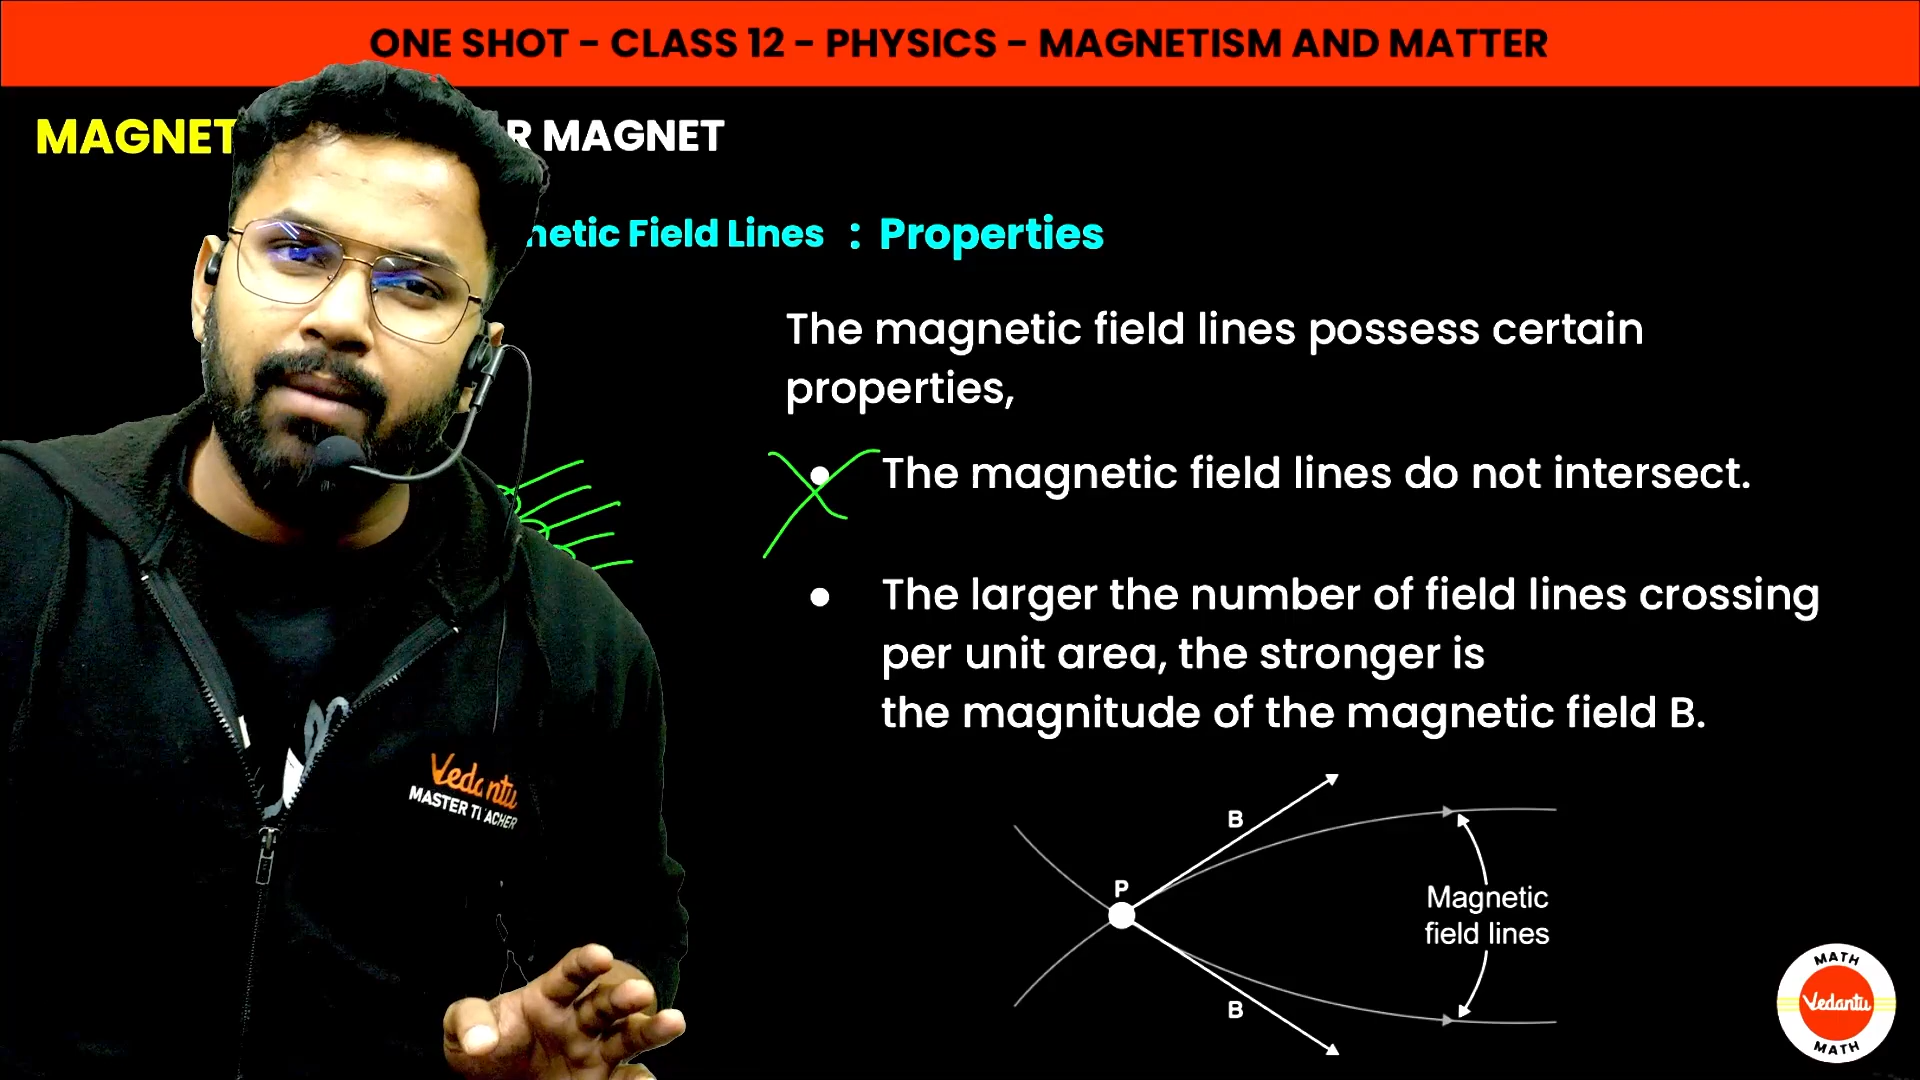 ONE SHOT - CLASS 12 - PHYSICS - MAGNETISM AND MATTER
MAGNET R MAGNET
netic Field Lines : Properties
The magnetic field lines possess certain
properties,
● The magnetic field lines do not intersect.
● The larger the number of field lines crossing
per unit area, the stronger is
the magnitude of the magnetic field B.
B
P
Magnetic
field lines
B
Vedantu
MASTER TEACHER
MATH
Vedantu
MATH